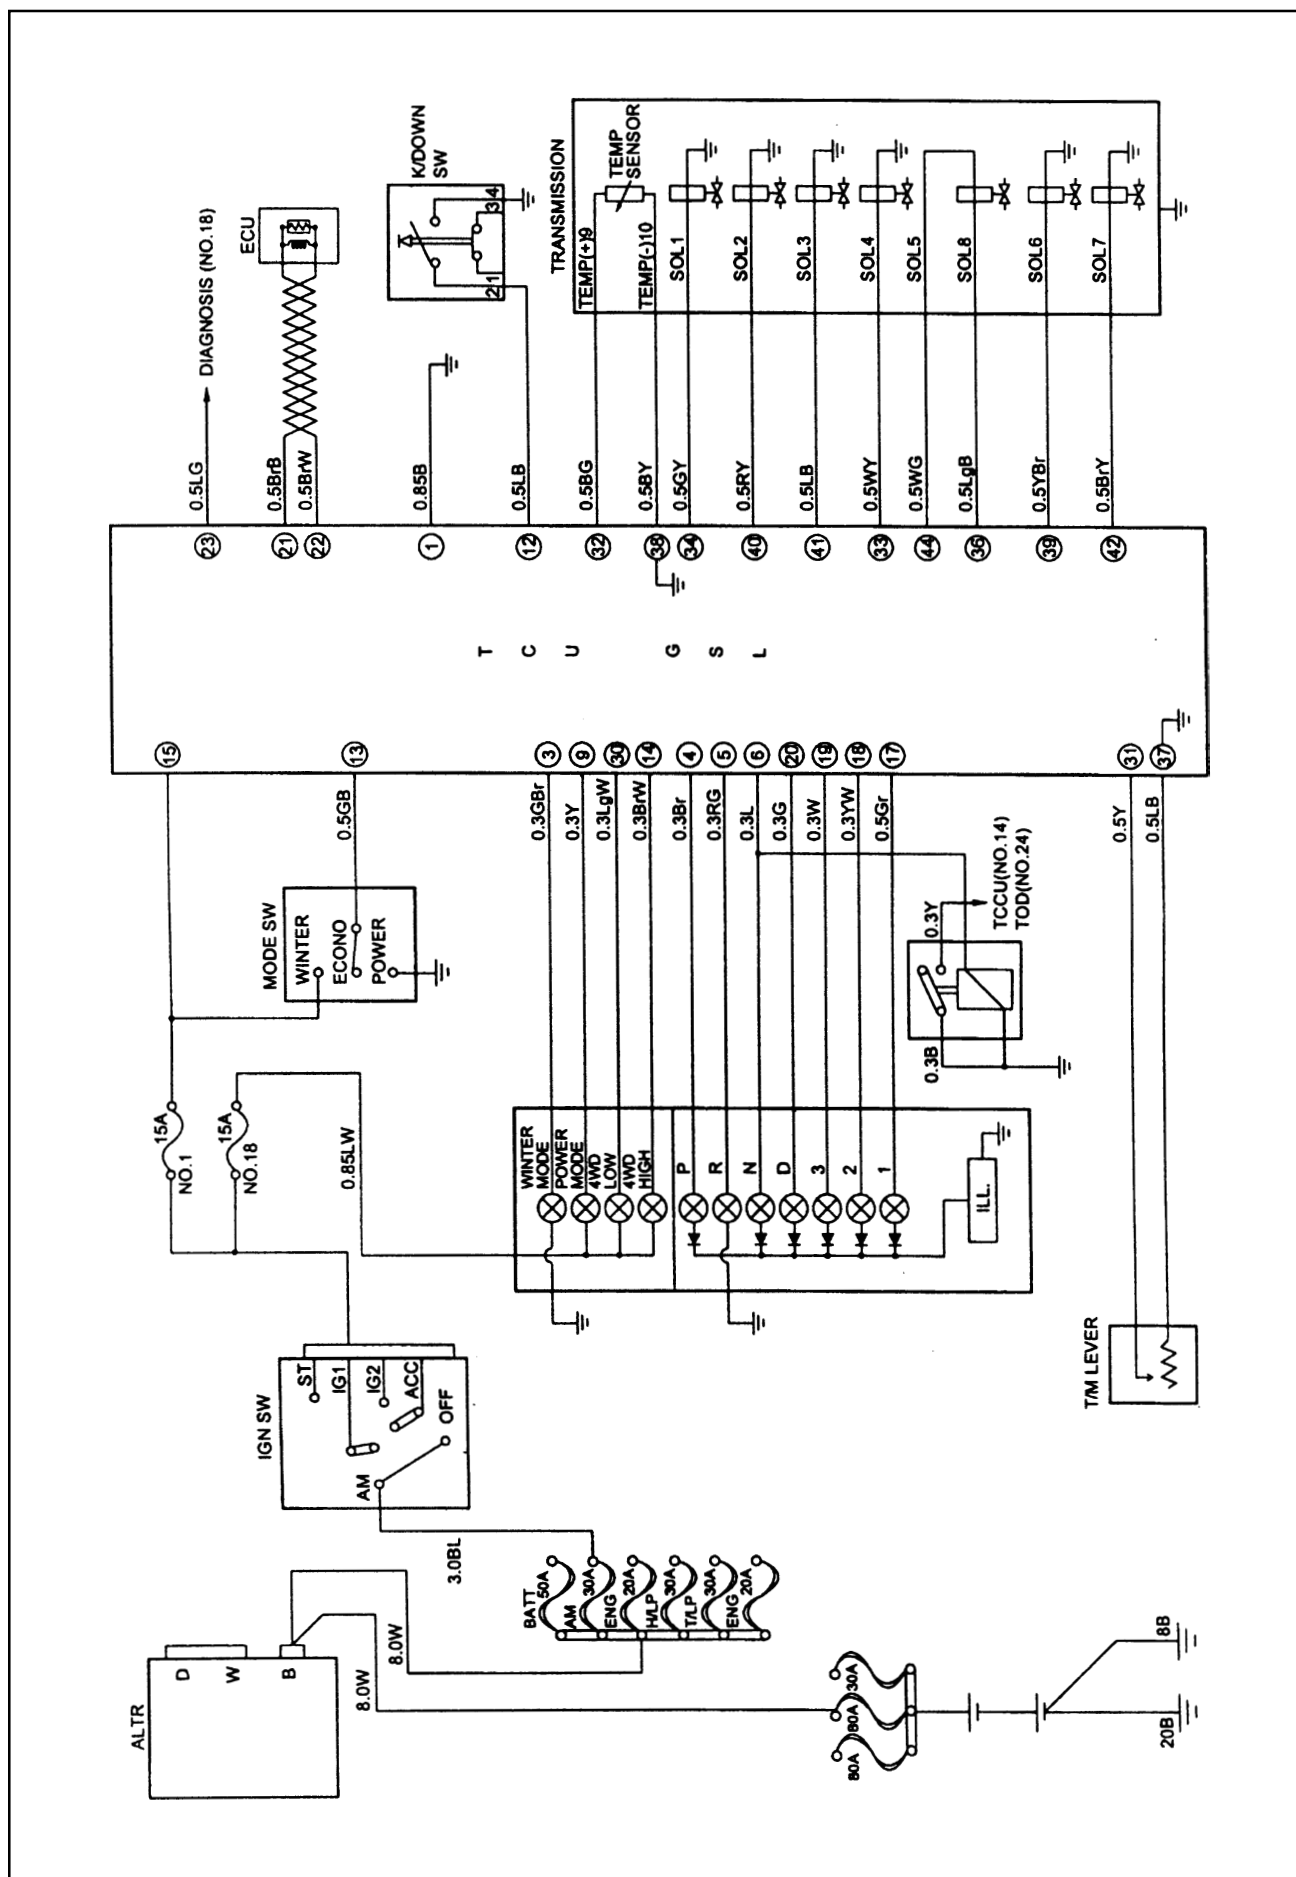 ALTR
D
W
B
8.0W
8.0W
80A
80A
30A
20B
8B
BATT
50A
AM
30A
ENG
20A
H/LP
30A
T/LP
30A
ENG
20A
3.0BL
IGN SW
AM
ST
IG1
IG2
ACC
OFF
15A
NO.1
15A
NO.18
0.85LW
MODE SW
WINTER
ECONO
POWER
0.5GB
WINTER
MODE
POWER
MODE
4WD
LOW
4WD
HIGH
P
R
N
D
3
2
1
ILL.
0.3GBr
0.3Y
0.3LgW
0.3BrW
0.3Br
0.3RG
0.3L
0.3G
0.3W
0.3YW
0.5Gr
0.3B
0.3Y
TCCU(NO.14)
TOD(NO.24)
T/M LEVER
0.5Y
0.5LB
15
13
3
9
30
14
4
5
6
20
19
18
17
31
37
T
C
U
G
S
L
23
21
22
1
12
32
38
34
40
41
33
44
36
39
42
0.5LG
0.5BrB
0.5BrW
0.85B
0.5LB
0.5BG
0.5BY
0.5GY
0.5RY
0.5LB
0.5WY
0.5WG
0.5LgB
0.5YBr
0.5BrY
DIAGNOSIS (NO.18)
ECU
K/DOWN
SW
2 1 3 4
TRANSMISSION
TEMP(+)9
TEMP(-)10
TEMP
SENSOR
SOL1
SOL2
SOL3
SOL4
SOL5
SOL8
SOL6
SOL7